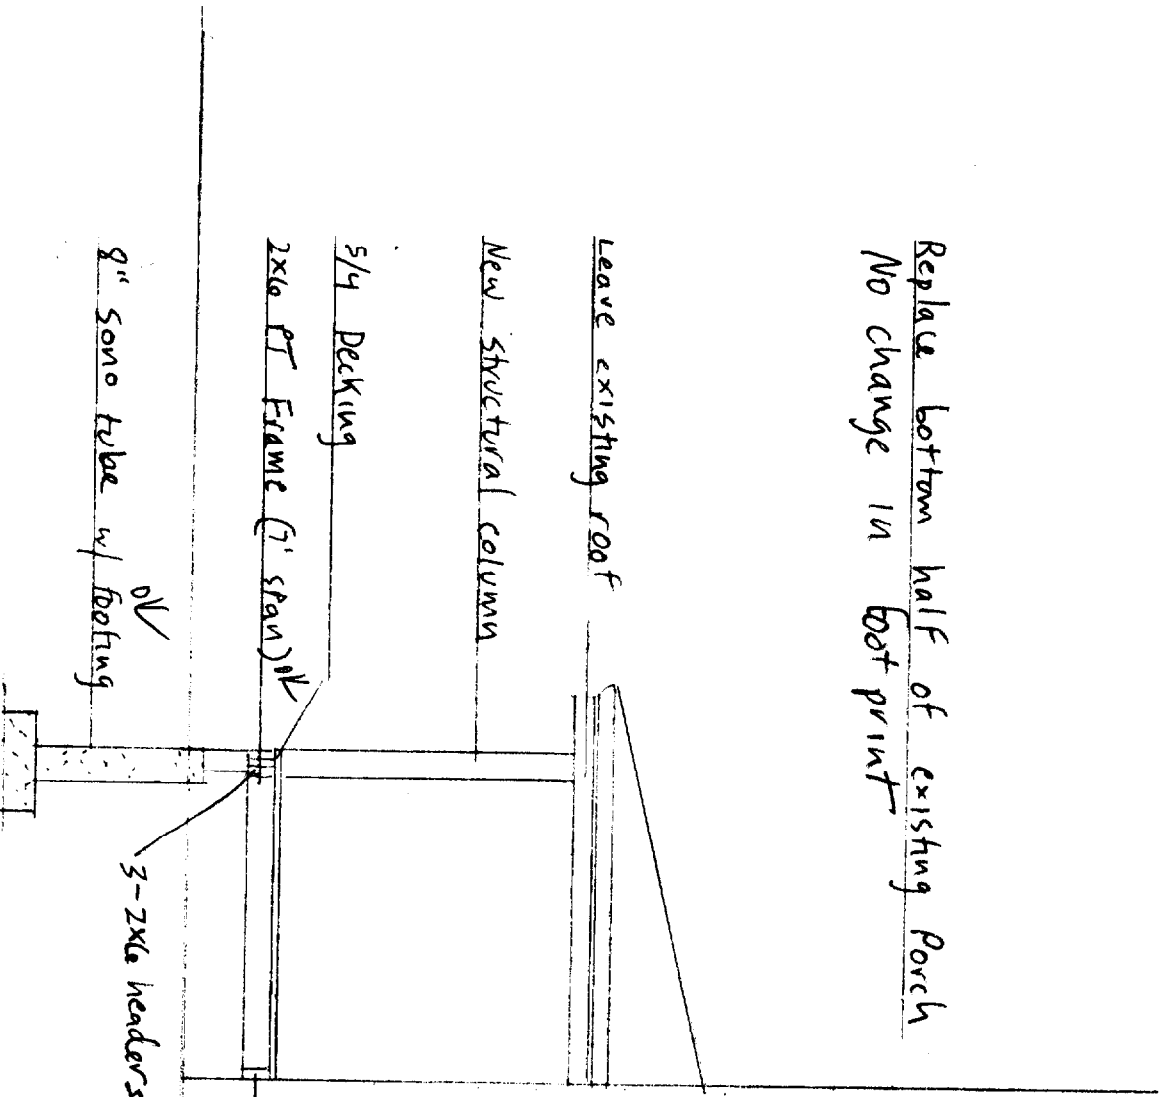 Replace bottom half of existing Porch
No change in foot print
Leave existing roof
New structural column
5/4 Decking
2x6 PT Frame (7' span) OK
8" sono tube w/ footing
OK
3-2x6 headers